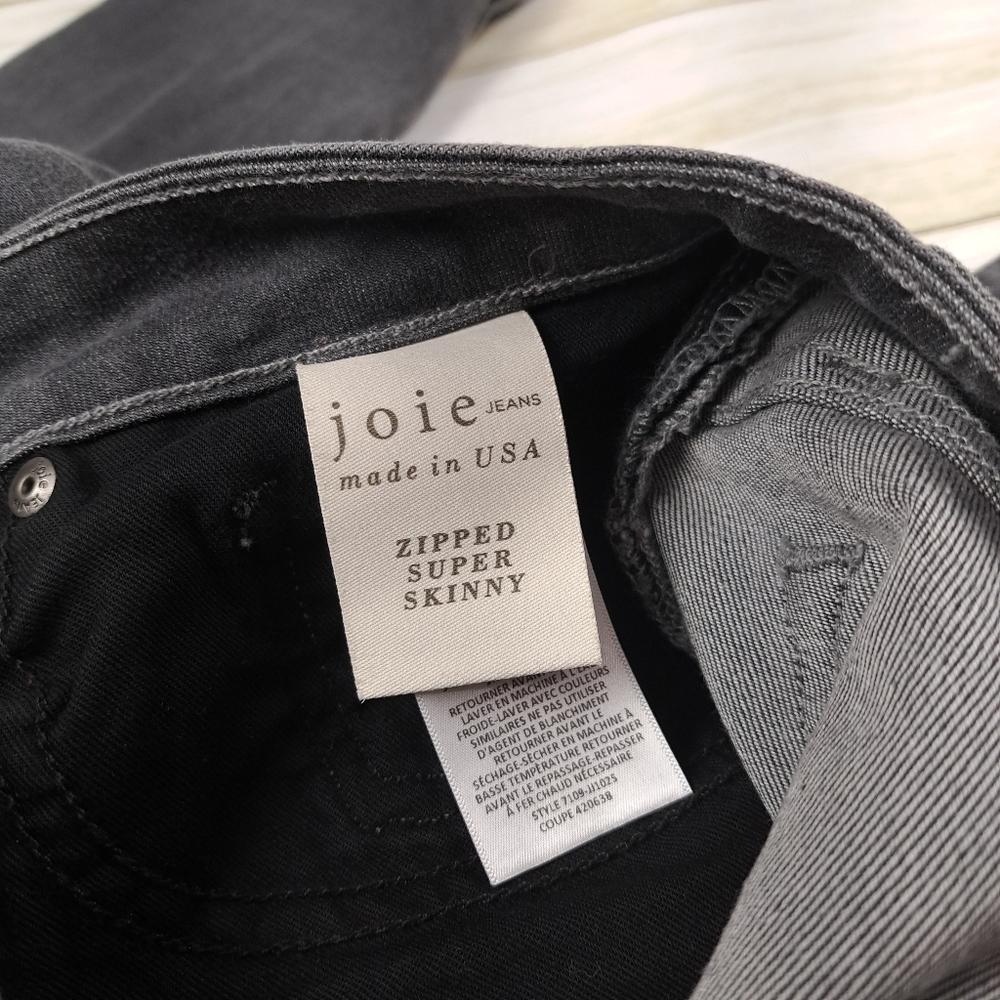 joie JEANS
made in USA
ZIPPED
SUPER
SKINNY
RETOURNER
LAVER EN MACHINE À
FROIDE-LAVER AVEC COULEURS
SIMILAIRES NE PAS UTILISER
D'AGENT DE BLANCHIMENT
RETOURNER AVANT LE
SÉCHAGE-SÉCHER EN MACHINE À
BASSE TEMPÉRATURE RETOURNER
AVANT LE REPASSAGE-REPASSER
À FER CHAUD NÉCESSAIRE
STYLE 7109-JJ1025
COUPE 420638
joie JEANS